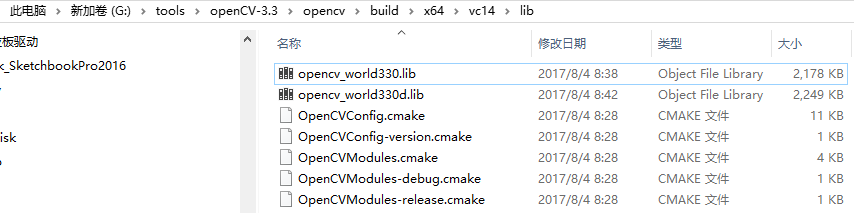 此电脑 > 新加卷 (G:) > tools > openCV-3.3 > opencv > build > x64 > vc14 > lib
名称 修改日期 类型 大小
板驱动
k_SketchbookPro2016
isk
opencv_world330.lib 2017/8/4 8:38 Object File Library 2,178 KB
opencv_world330d.lib 2017/8/4 8:42 Object File Library 2,249 KB
OpenCVConfig.cmake 2017/8/4 8:28 CMAKE 文件 11 KB
OpenCVConfig-version.cmake 2017/8/4 8:28 CMAKE 文件 1 KB
OpenCVModules.cmake 2017/8/4 8:28 CMAKE 文件 4 KB
OpenCVModules-debug.cmake 2017/8/4 8:28 CMAKE 文件 1 KB
OpenCVModules-release.cmake 2017/8/4 8:28 CMAKE 文件 1 KB